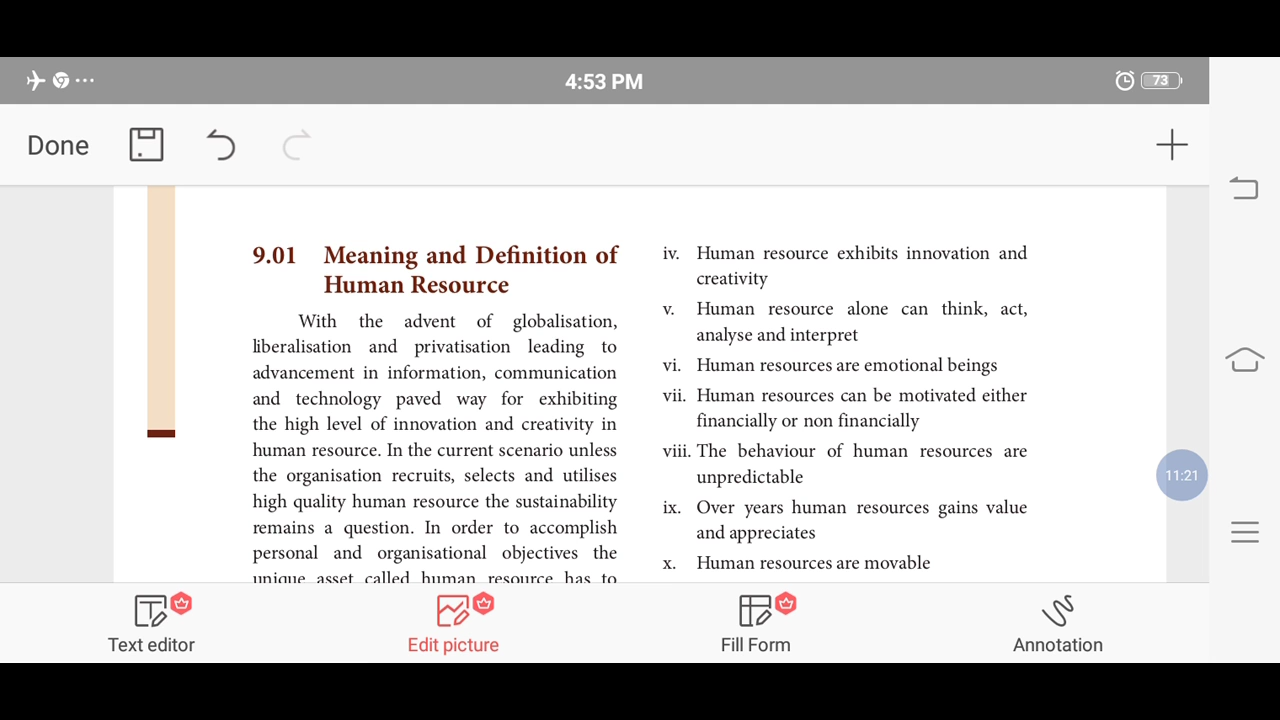 4:53 PM
73
Done
9.01 Meaning and Definition of
Human Resource
With the advent of globalisation,
liberalisation and privatisation leading to
advancement in information, communication
and technology paved way for exhibiting
the high level of innovation and creativity in
human resource. In the current scenario unless
the organisation recruits, selects and utilises
high quality human resource the sustainability
remains a question. In order to accomplish
personal and organisational objectives the
unique asset called human resource has to
iv. Human resource exhibits innovation and
creativity
v. Human resource alone can think, act,
analyse and interpret
vi. Human resources are emotional beings
vii. Human resources can be motivated either
financially or non financially
viii. The behaviour of human resources are
unpredictable
ix. Over years human resources gains value
and appreciates
x. Human resources are movable
11:21
Text editor
Edit picture
Fill Form
Annotation